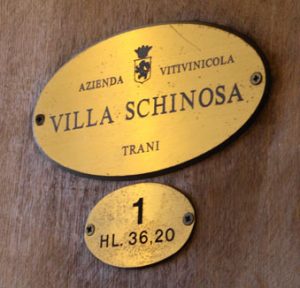 AZIENDA VITIVINICOLA
VILLA SCHINOSA
TRANI
1
HL. 36,20